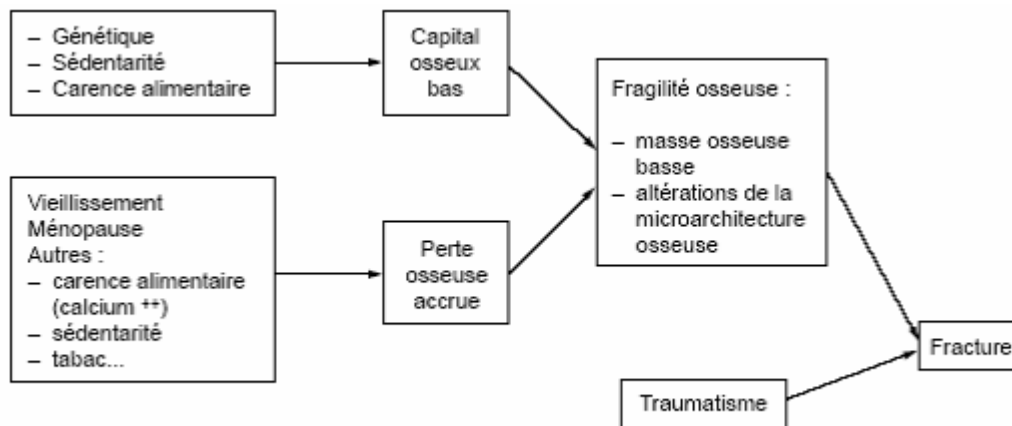 – Génétique
– Sédentarité
– Carence alimentaire
Capital
osseux
bas
Fragilité osseuse :
– masse osseuse
basse
– altérations de la
microarchitecture
osseuse
Vieillissement
Ménopause
Autres :
– carence alimentaire
(calcium ++)
– sédentarité
– tabac...
Perte
osseuse
accrue
Fracture
Traumatisme